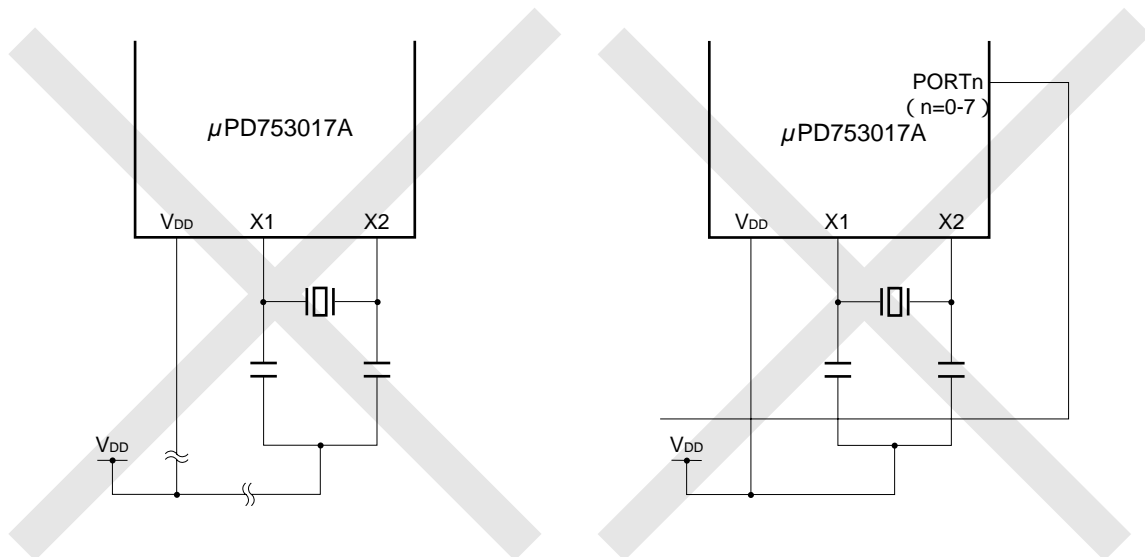 µPD753017A
VDD X1 X2
VDD
PORTn
( n=0-7 )
µPD753017A
VDD X1 X2
VDD